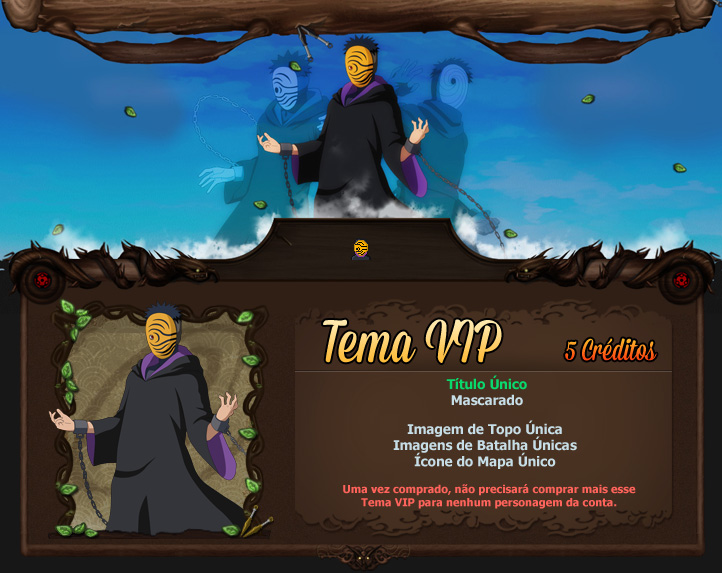 Tema VIP
5 Créditos
Título Único
Mascarado
Imagem de Topo Única
Imagens de Batalha Únicas
Ícone do Mapa Único
Uma vez comprado, não precisará comprar mais esse
Tema VIP para nenhum personagem da conta.